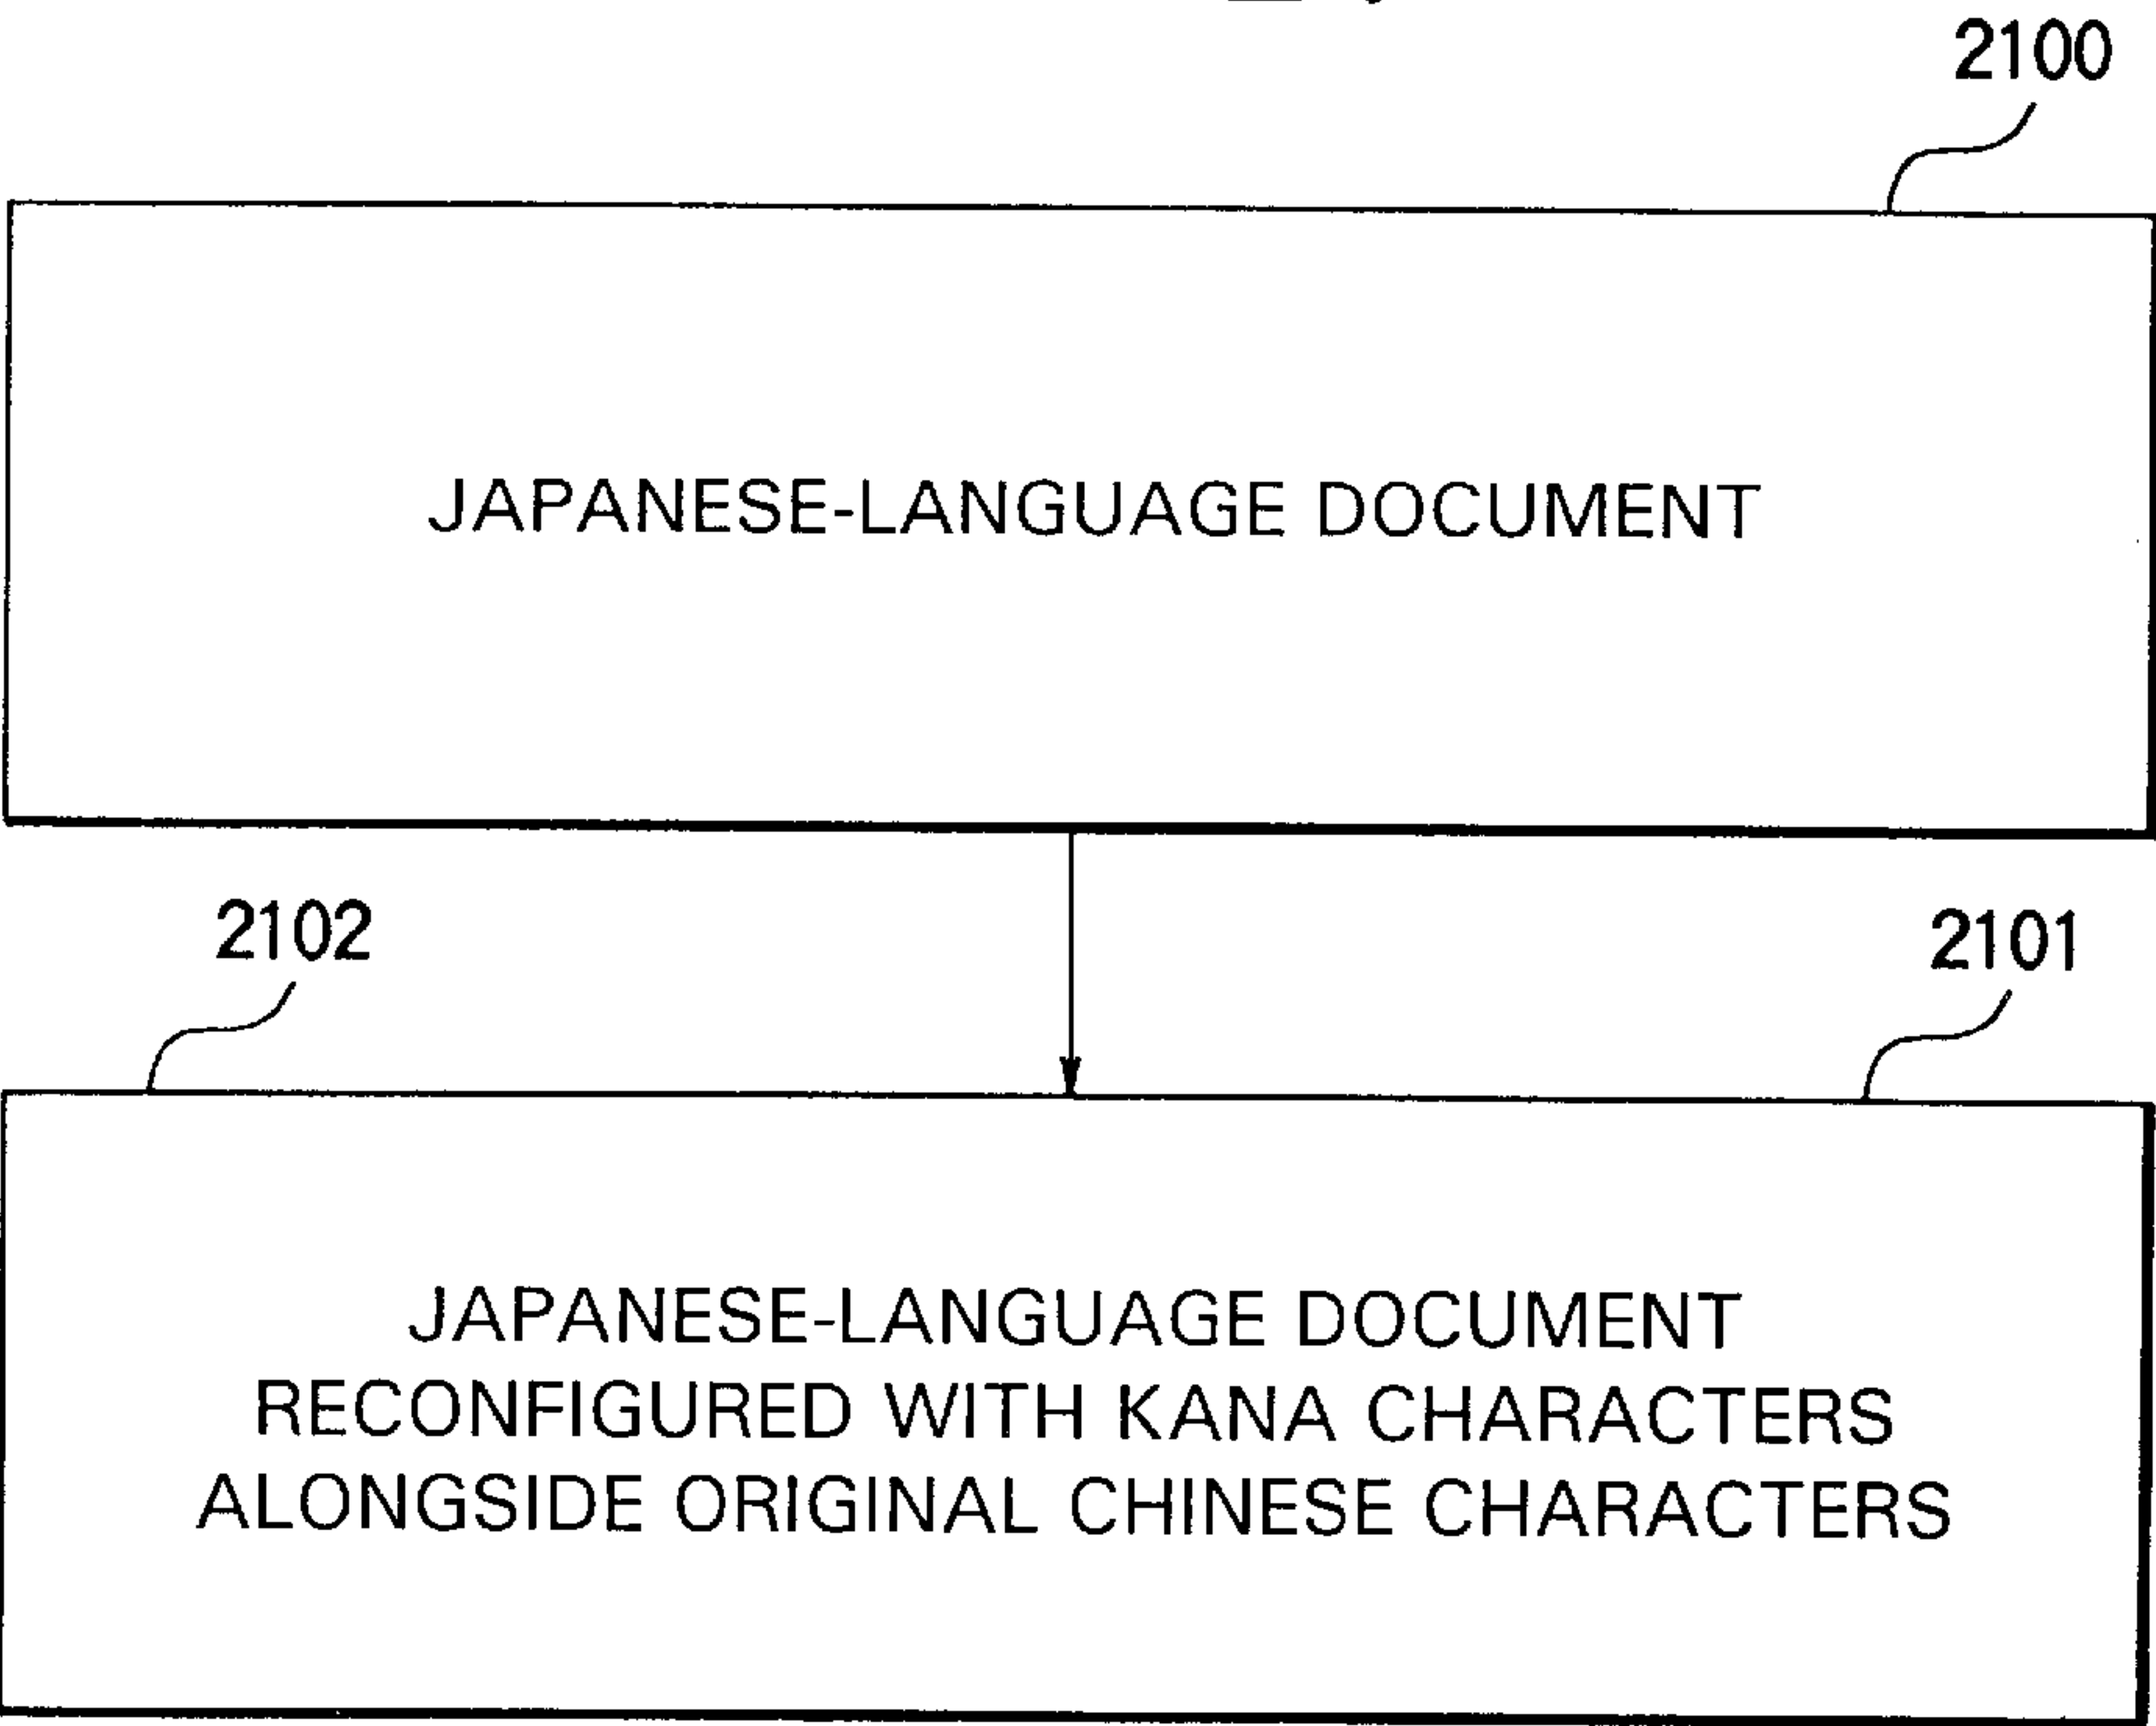 2100
JAPANESE-LANGUAGE DOCUMENT
2102
2101
JAPANESE-LANGUAGE DOCUMENT
RECONFIGURED WITH KANA CHARACTERS
ALONGSIDE ORIGINAL CHINESE CHARACTERS